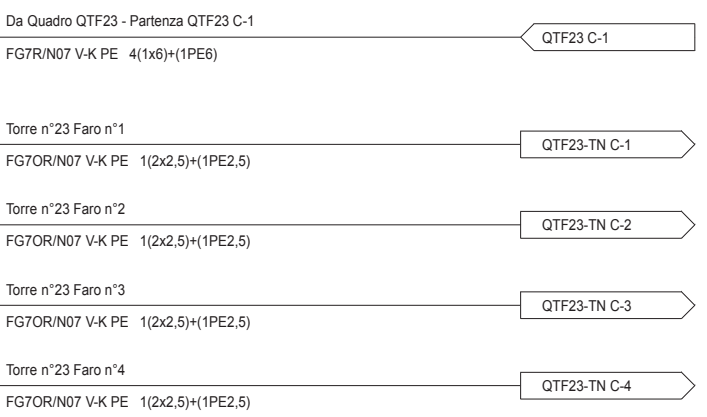 Da Quadro QTF23 - Partenza QTF23 C-1
QTF23 C-1
FG7R/N07 V-K PE 4(1x6)+(1PE6)
Torre n°23 Faro n°1
QTF23-TN C-1
FG7OR/N07 V-K PE 1(2x2,5)+(1PE2,5)
Torre n°23 Faro n°2
QTF23-TN C-2
FG7OR/N07 V-K PE 1(2x2,5)+(1PE2,5)
Torre n°23 Faro n°3
QTF23-TN C-3
FG7OR/N07 V-K PE 1(2x2,5)+(1PE2,5)
Torre n°23 Faro n°4
QTF23-TN C-4
FG7OR/N07 V-K PE 1(2x2,5)+(1PE2,5)